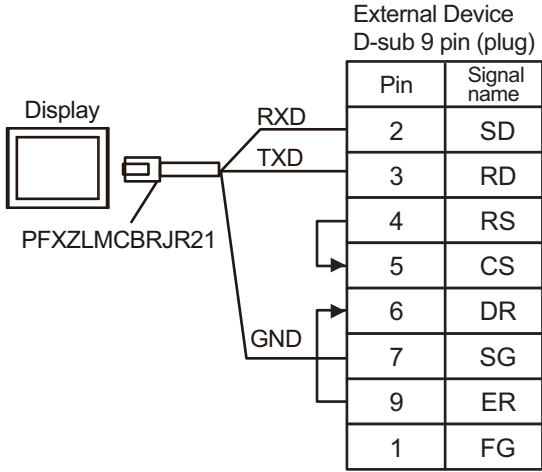 External Device
D-sub 9 pin (plug)
Pin Signal name
Display
RXD 2 SD
TXD 3 RD
PFXZLMCBRJR21 4 RS
5 CS
6 DR
GND 7 SG
9 ER
1 FG